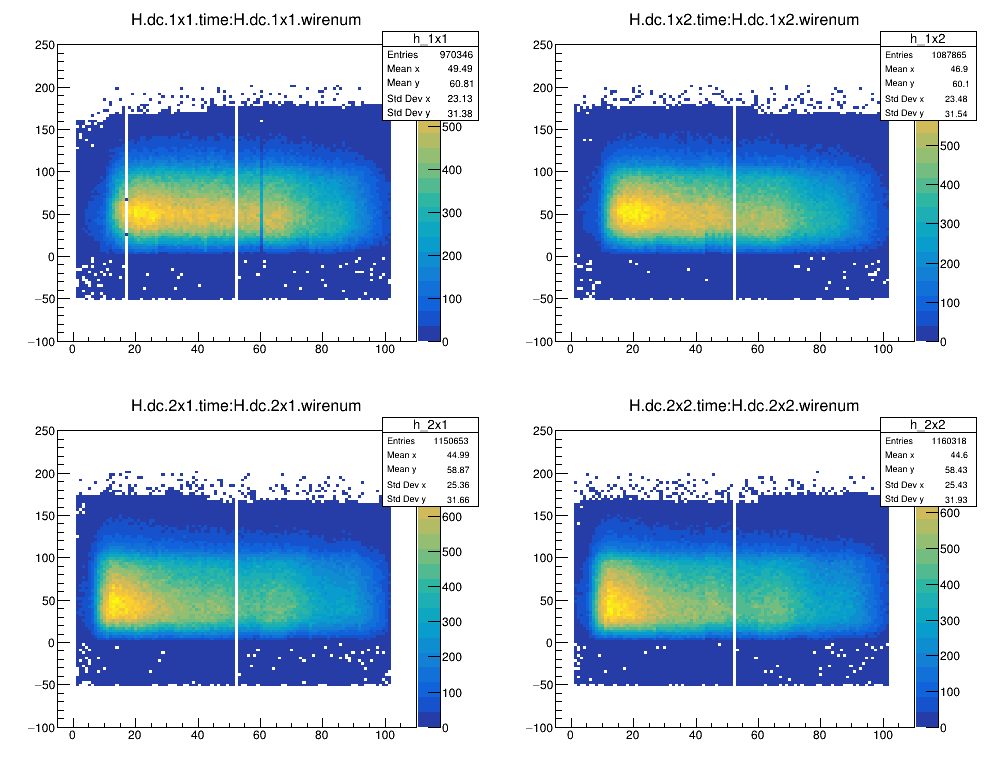 H.dc.1x1.time:H.dc.1x1.wirenum
h_1x1
Entries 970346
Mean x 49.49
Mean y 60.81
Std Dev x 23.13
Std Dev y 31.38
250
200
150
100
50
0
−50
−100
0 20 40 60 80 100
500
400
300
200
100
0
H.dc.1x2.time:H.dc.1x2.wirenum
h_1x2
Entries 1087865
Mean x 46.9
Mean y 60.1
Std Dev x 23.48
Std Dev y 31.54
250
200
150
100
50
0
−50
−100
0 20 40 60 80 100
500
400
300
200
100
0
H.dc.2x1.time:H.dc.2x1.wirenum
h_2x1
Entries 1150653
Mean x 44.99
Mean y 58.87
Std Dev x 25.36
Std Dev y 31.66
250
200
150
100
50
0
−50
−100
0 20 40 60 80 100
600
500
400
300
200
100
0
H.dc.2x2.time:H.dc.2x2.wirenum
h_2x2
Entries 1160318
Mean x 44.6
Mean y 58.43
Std Dev x 25.43
Std Dev y 31.93
250
200
150
100
50
0
−50
−100
0 20 40 60 80 100
600
500
400
300
200
100
0